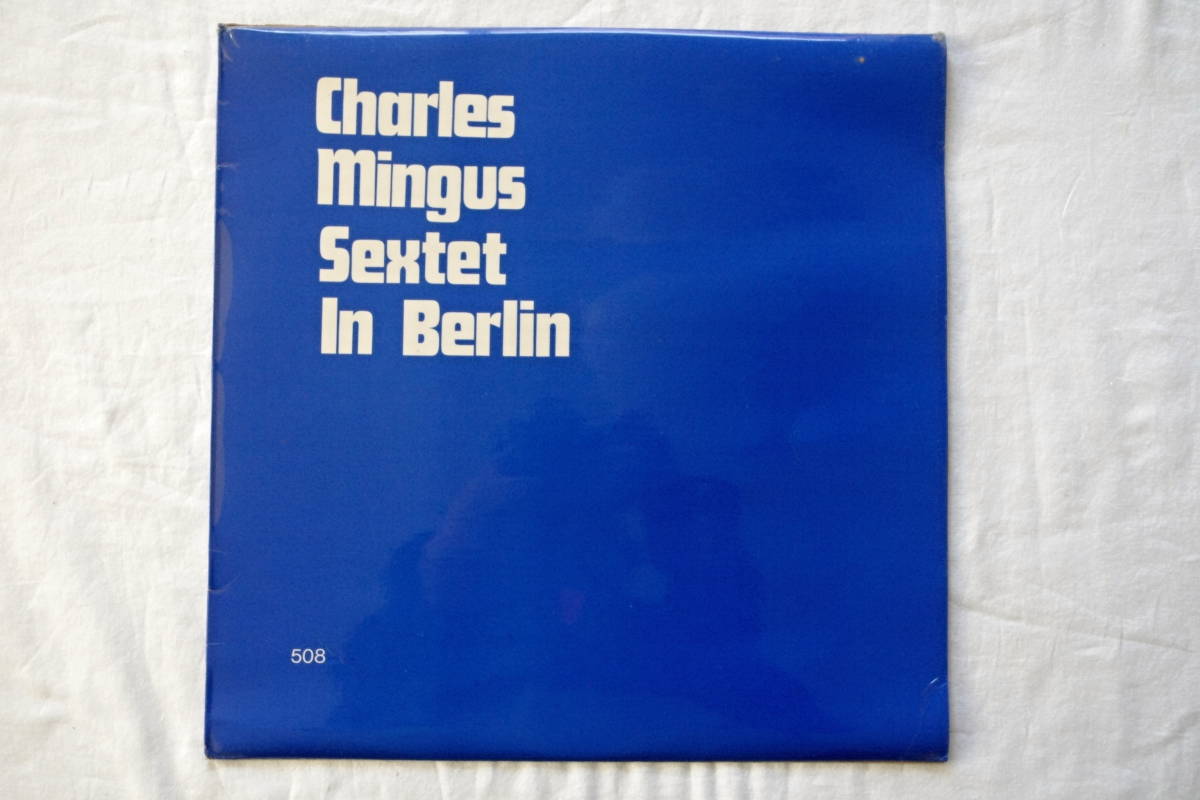 Charles
Mingus
Sextet
In Berlin
508